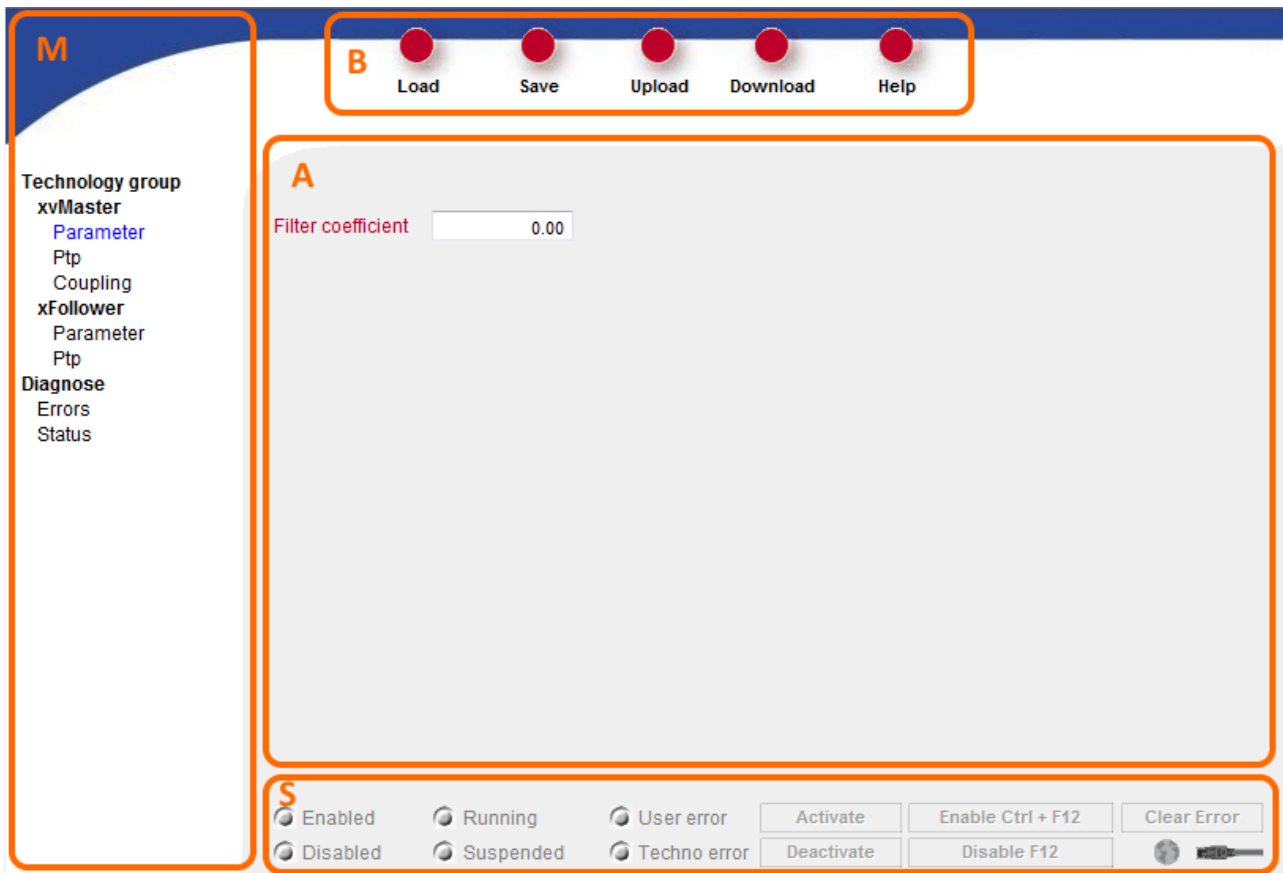 M
B
Load Save Upload Download Help
Technology group
xvMaster
Parameter
Ptp
Coupling
xFollower
Parameter
Ptp
Diagnose
Errors
Status
A
Filter coefficient 0.00
S
Enabled Running User error Activate Enable Ctrl + F12 Clear Error
Disabled Suspended Techno error Deactivate Disable F12